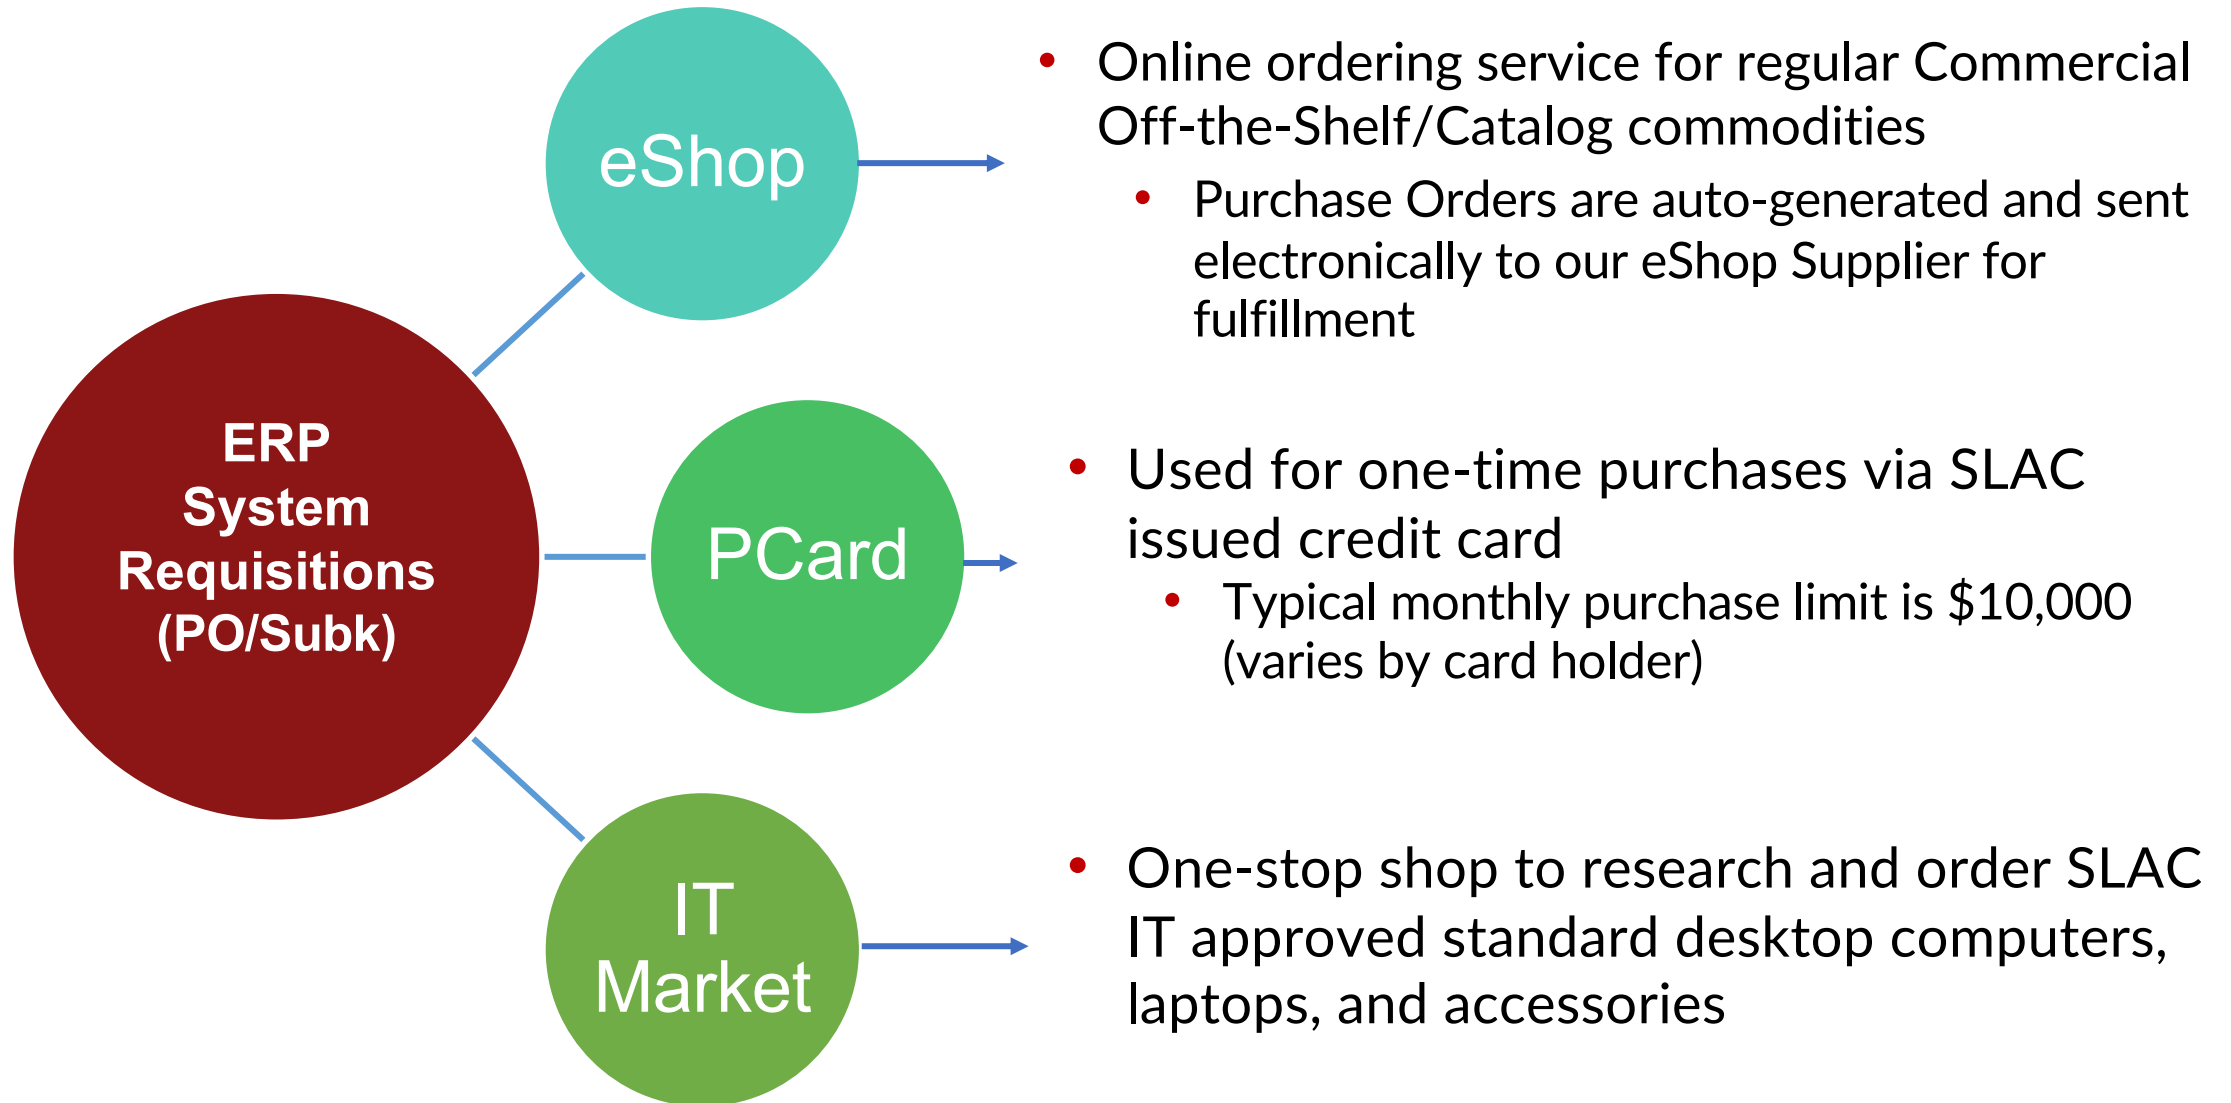 eShop
• Online ordering service for regular Commercial
Off-the-Shelf/Catalog commodities
• Purchase Orders are auto-generated and sent
electronically to our eShop Supplier for
fulfillment
ERP
System
Requisitions
(PO/Subk)
PCard
• Used for one-time purchases via SLAC
issued credit card
• Typical monthly purchase limit is $10,000
(varies by card holder)
IT
Market
• One-stop shop to research and order SLAC
IT approved standard desktop computers,
laptops, and accessories